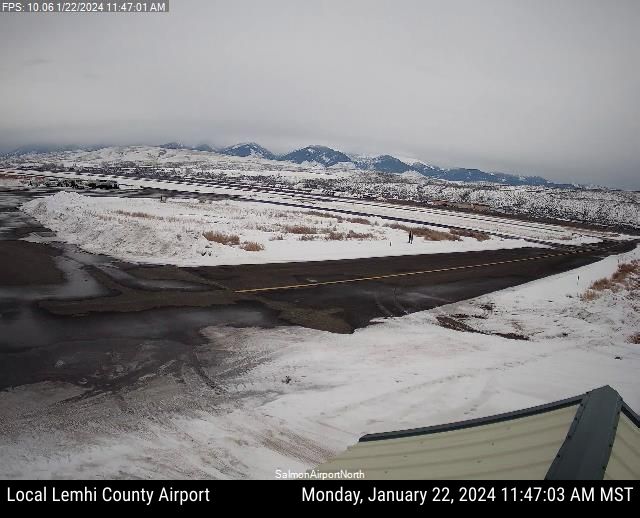 FPS: 10.06 1/22/2024 11:47:01 AM
SalmonAirportNorth
Local Lemhi County Airport Monday, January 22, 2024 11:47:03 AM MST